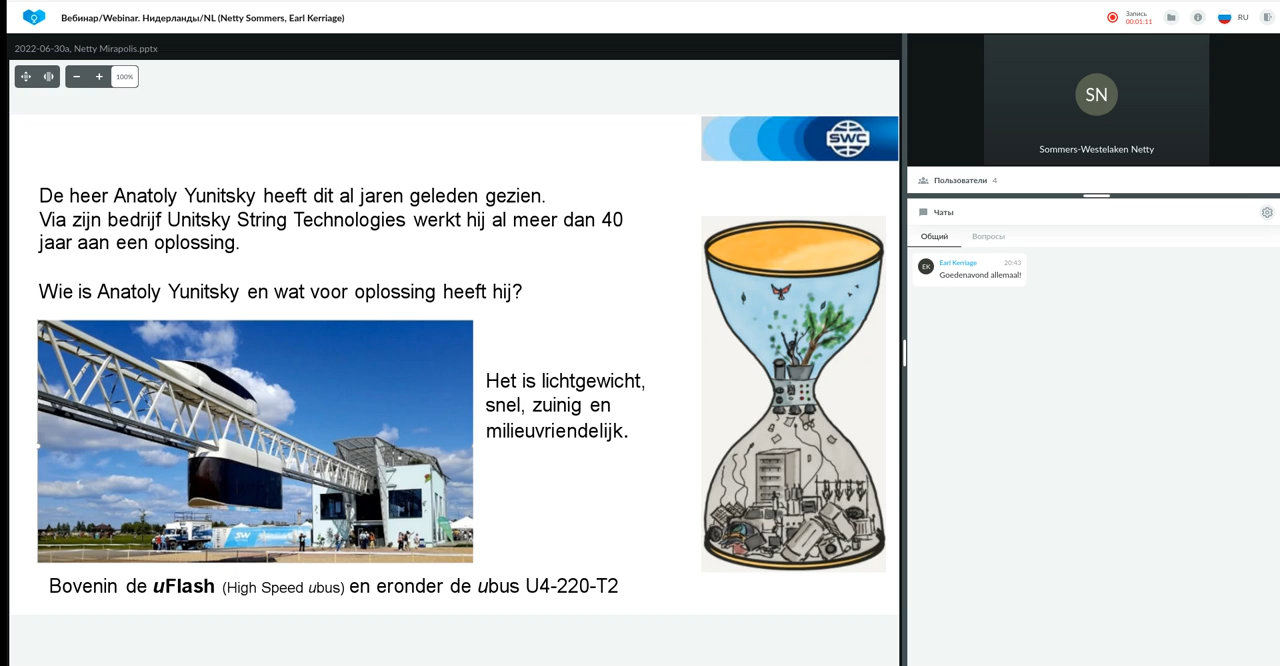 Вебинар/Webinar. Нидерланды/NL (Netty Sommers, Earl Kerriage)
Запись
00:01:11
RU
2022-06-30a, Netty Mirapolis.pptx
100%
SWC
De heer Anatoly Yunitsky heeft dit al jaren geleden gezien.
Via zijn bedrijf Unitsky String Technologies werkt hij al meer dan 40
jaar aan een oplossing.
Wie is Anatoly Yunitsky en wat voor oplossing heeft hij?
Het is lichtgewicht,
snel, zuinig en
milieuvriendelijk.
SW
Bovenin de uFlash (High Speed ubus) en eronder de ubus U4-220-T2
SN
Sommers-Westelaken Netty
Пользователи 4
Чаты
Общий Вопросы
EK
Earl Kerriage 20:43
Goedenavond allemaal!